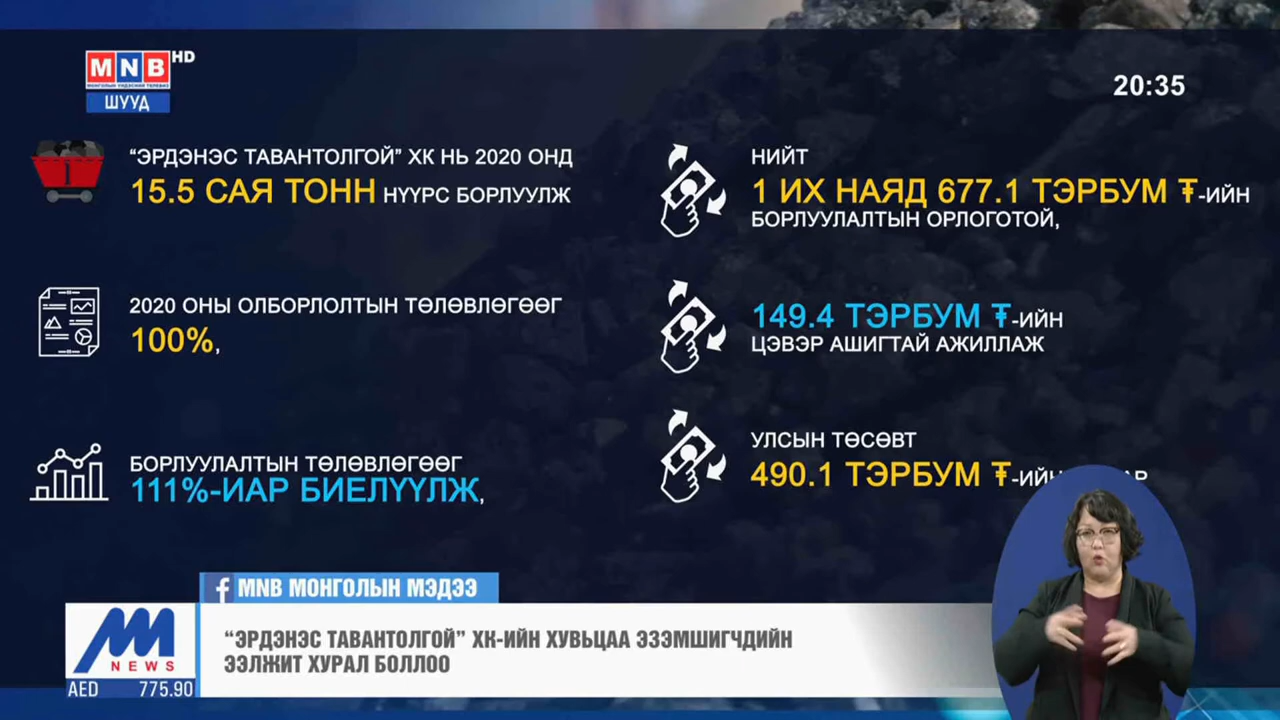 MNB HD
МОНГОЛЫН ҮНДЭСНИЙ ТЕЛЕВИЗ
ШУУД
20:35
“ЭРДЭНЭС ТАВАНТОЛГОЙ” ХК НЬ 2020 ОНД
15.5 САЯ ТОНН НҮҮРС БОРЛУУЛЖ
2020 ОНЫ ОЛБОРЛОЛТЫН ТӨЛӨВЛӨГӨӨГ
100%,
БОРЛУУЛАЛТЫН ТӨЛӨВЛӨГӨӨГ
111%-ИАР БИЕЛҮҮЛЖ,
НИЙТ
1 ИХ НАЯД 677.1 ТЭРБУМ ₮-ИЙН
БОРЛУУЛАЛТЫН ОРЛОГОТОЙ,
149.4 ТЭРБУМ ₮-ИЙН
ЦЭВЭР АШИГТАЙ АЖИЛЛАЖ
УЛСЫН ТӨСӨВТ
490.1 ТЭРБУМ ₮-ИЙН
f MNB МОНГОЛЫН МЭДЭЭ
“ЭРДЭНЭС ТАВАНТОЛГОЙ” ХК-ИЙН ХУВЬЦАА ЭЗЭМШИГЧДИЙН
ЭЭЛЖИТ ХУРАЛ БОЛЛОО
NEWS
AED 775.90